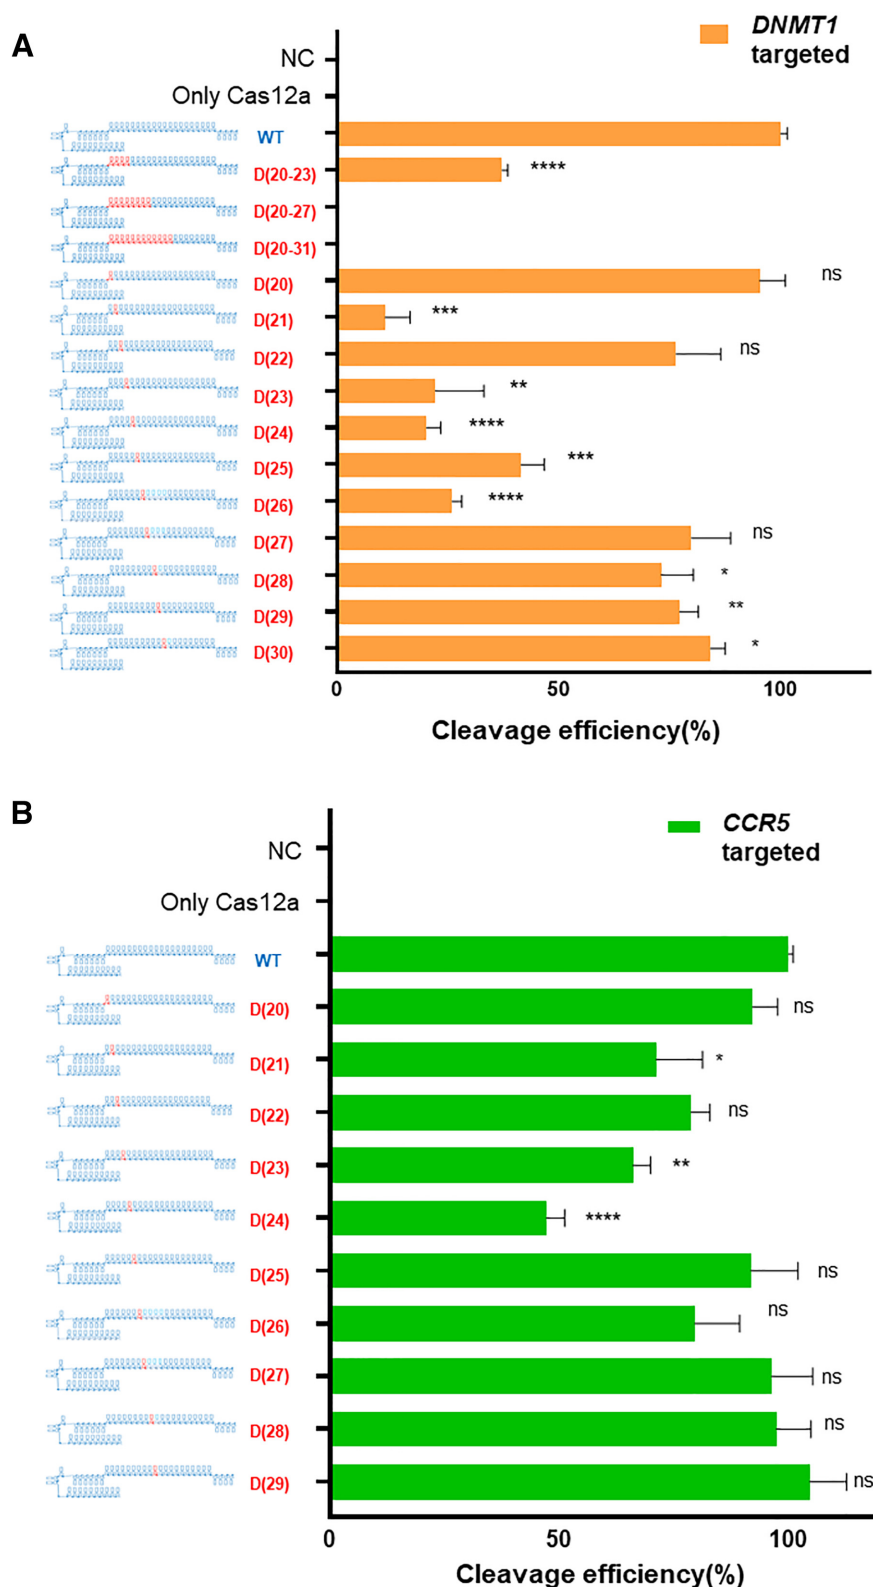 A
DNMT1
targeted
NC
Only Cas12a
WT
D(20-23) ****
D(20-27)
D(20-31)
D(20) ns
D(21) ***
D(22) ns
D(23) **
D(24) ****
D(25) ***
D(26) ****
D(27) ns
D(28) *
D(29) **
D(30) *
0 50 100
Cleavage efficiency(%)
B
CCR5
targeted
NC
Only Cas12a
WT
D(20) ns
D(21) *
D(22) ns
D(23) **
D(24) ****
D(25) ns
D(26) ns
D(27) ns
D(28) ns
D(29) ns
0 50 100
Cleavage efficiency(%)